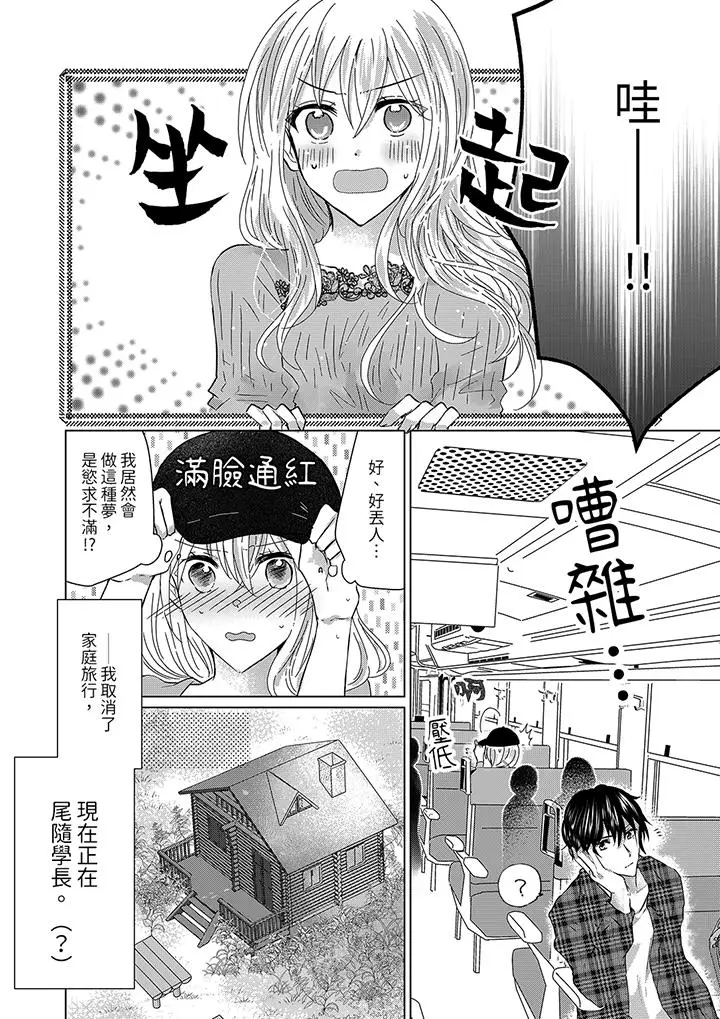 哇——!!
起
坐
嘈雜……
啊
壓低
?
好、好丟人…
滿臉通紅
我居然會
做這種夢，
是慾求不滿!?
——我取消了
家庭旅行，
現在正在
尾隨學長。（?）